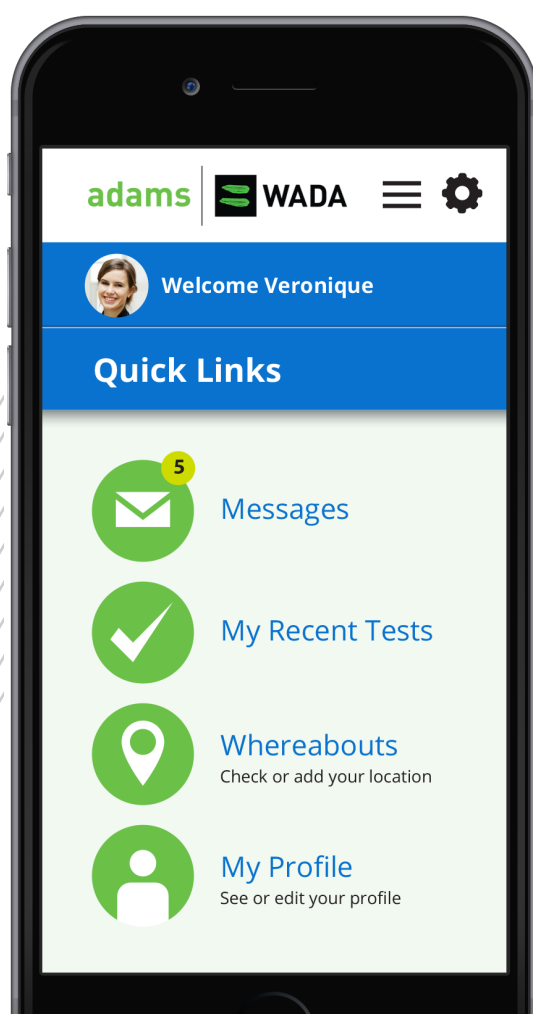 adams WADA
Welcome Veronique
Quick Links
5
Messages
My Recent Tests
Whereabouts
Check or add your location
My Profile
See or edit your profile